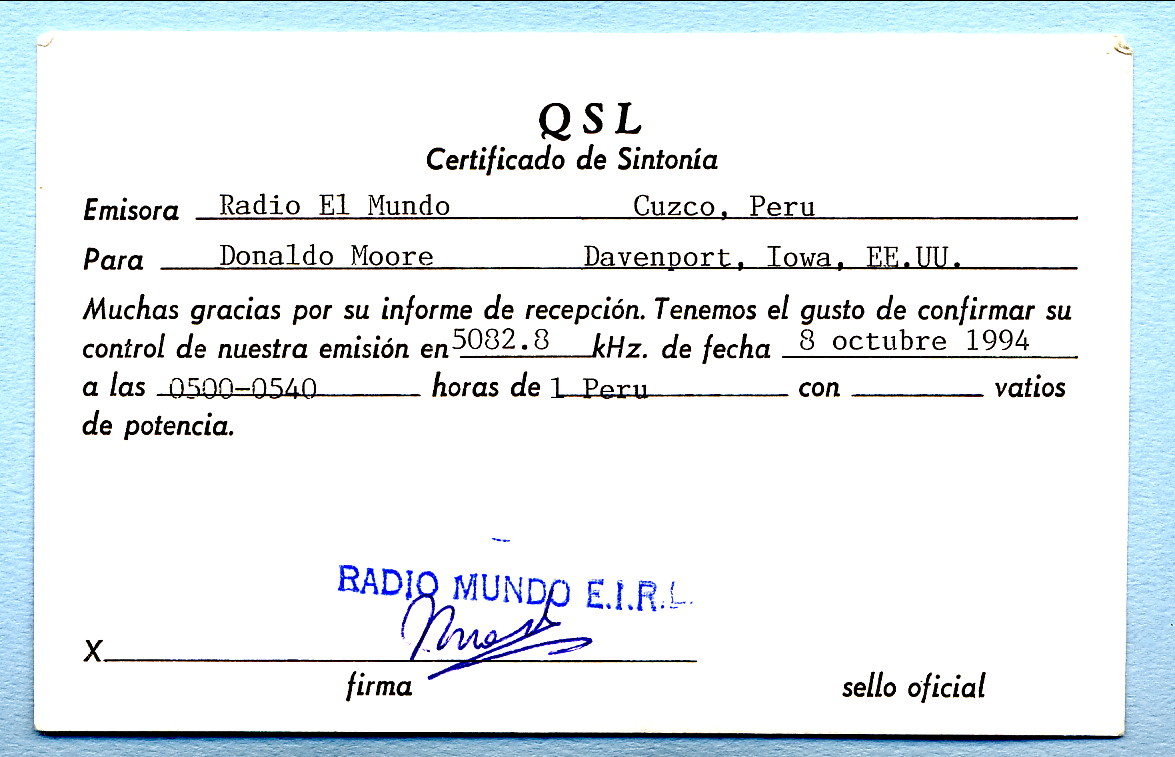 QSL
Certificado de Sintonía
Emisora Radio El Mundo Cuzco, Peru
Para Donaldo Moore Davenport, Iowa, EE.UU.
Muchas gracias por su informe de recepción. Tenemos el gusto de confirmar su
control de nuestra emisión en 5082.8 kHz. de fecha 8 octubre 1994
a las 0500-0540 horas de l Peru con vatios
de potencia.
RADIO MUNDO E.I.R.L.
X
firma sello oficial